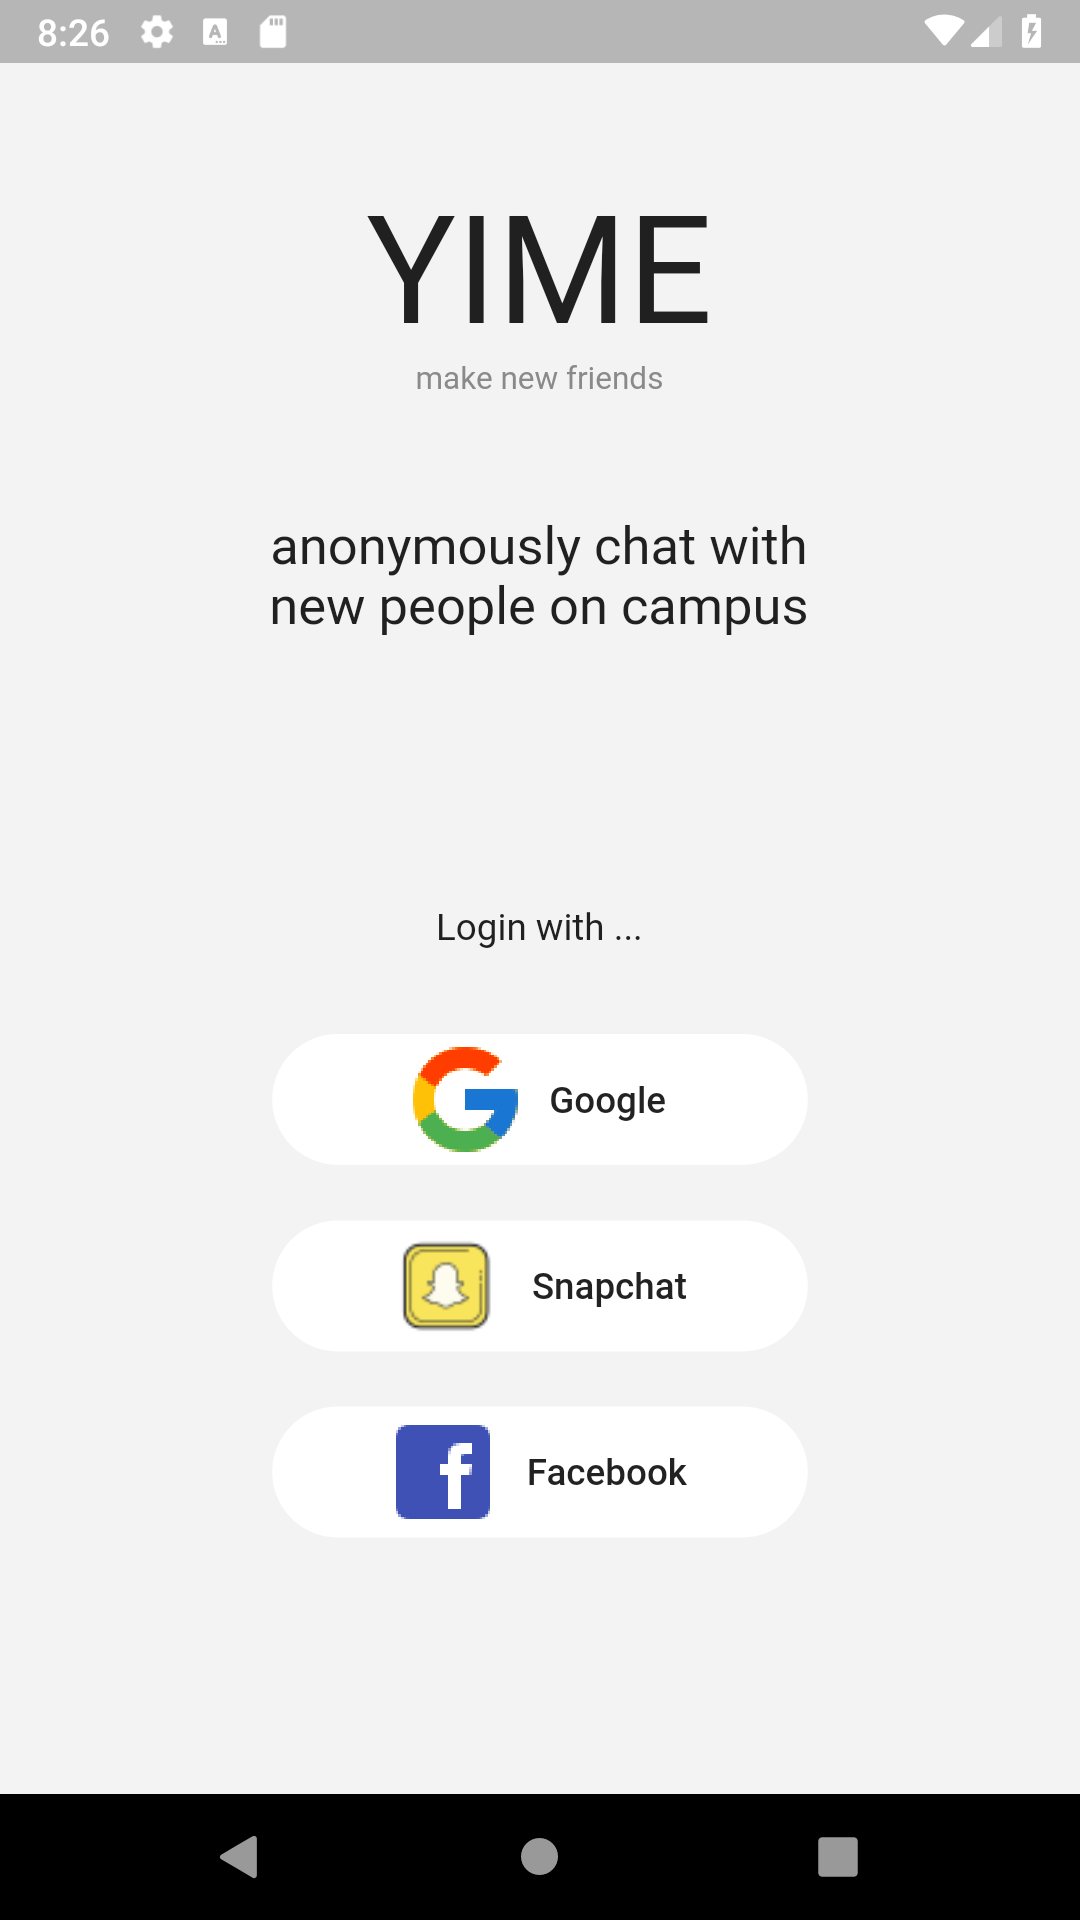 8:26
YIME
make new friends
anonymously chat with
new people on campus
Login with ...
Google
Snapchat
Facebook